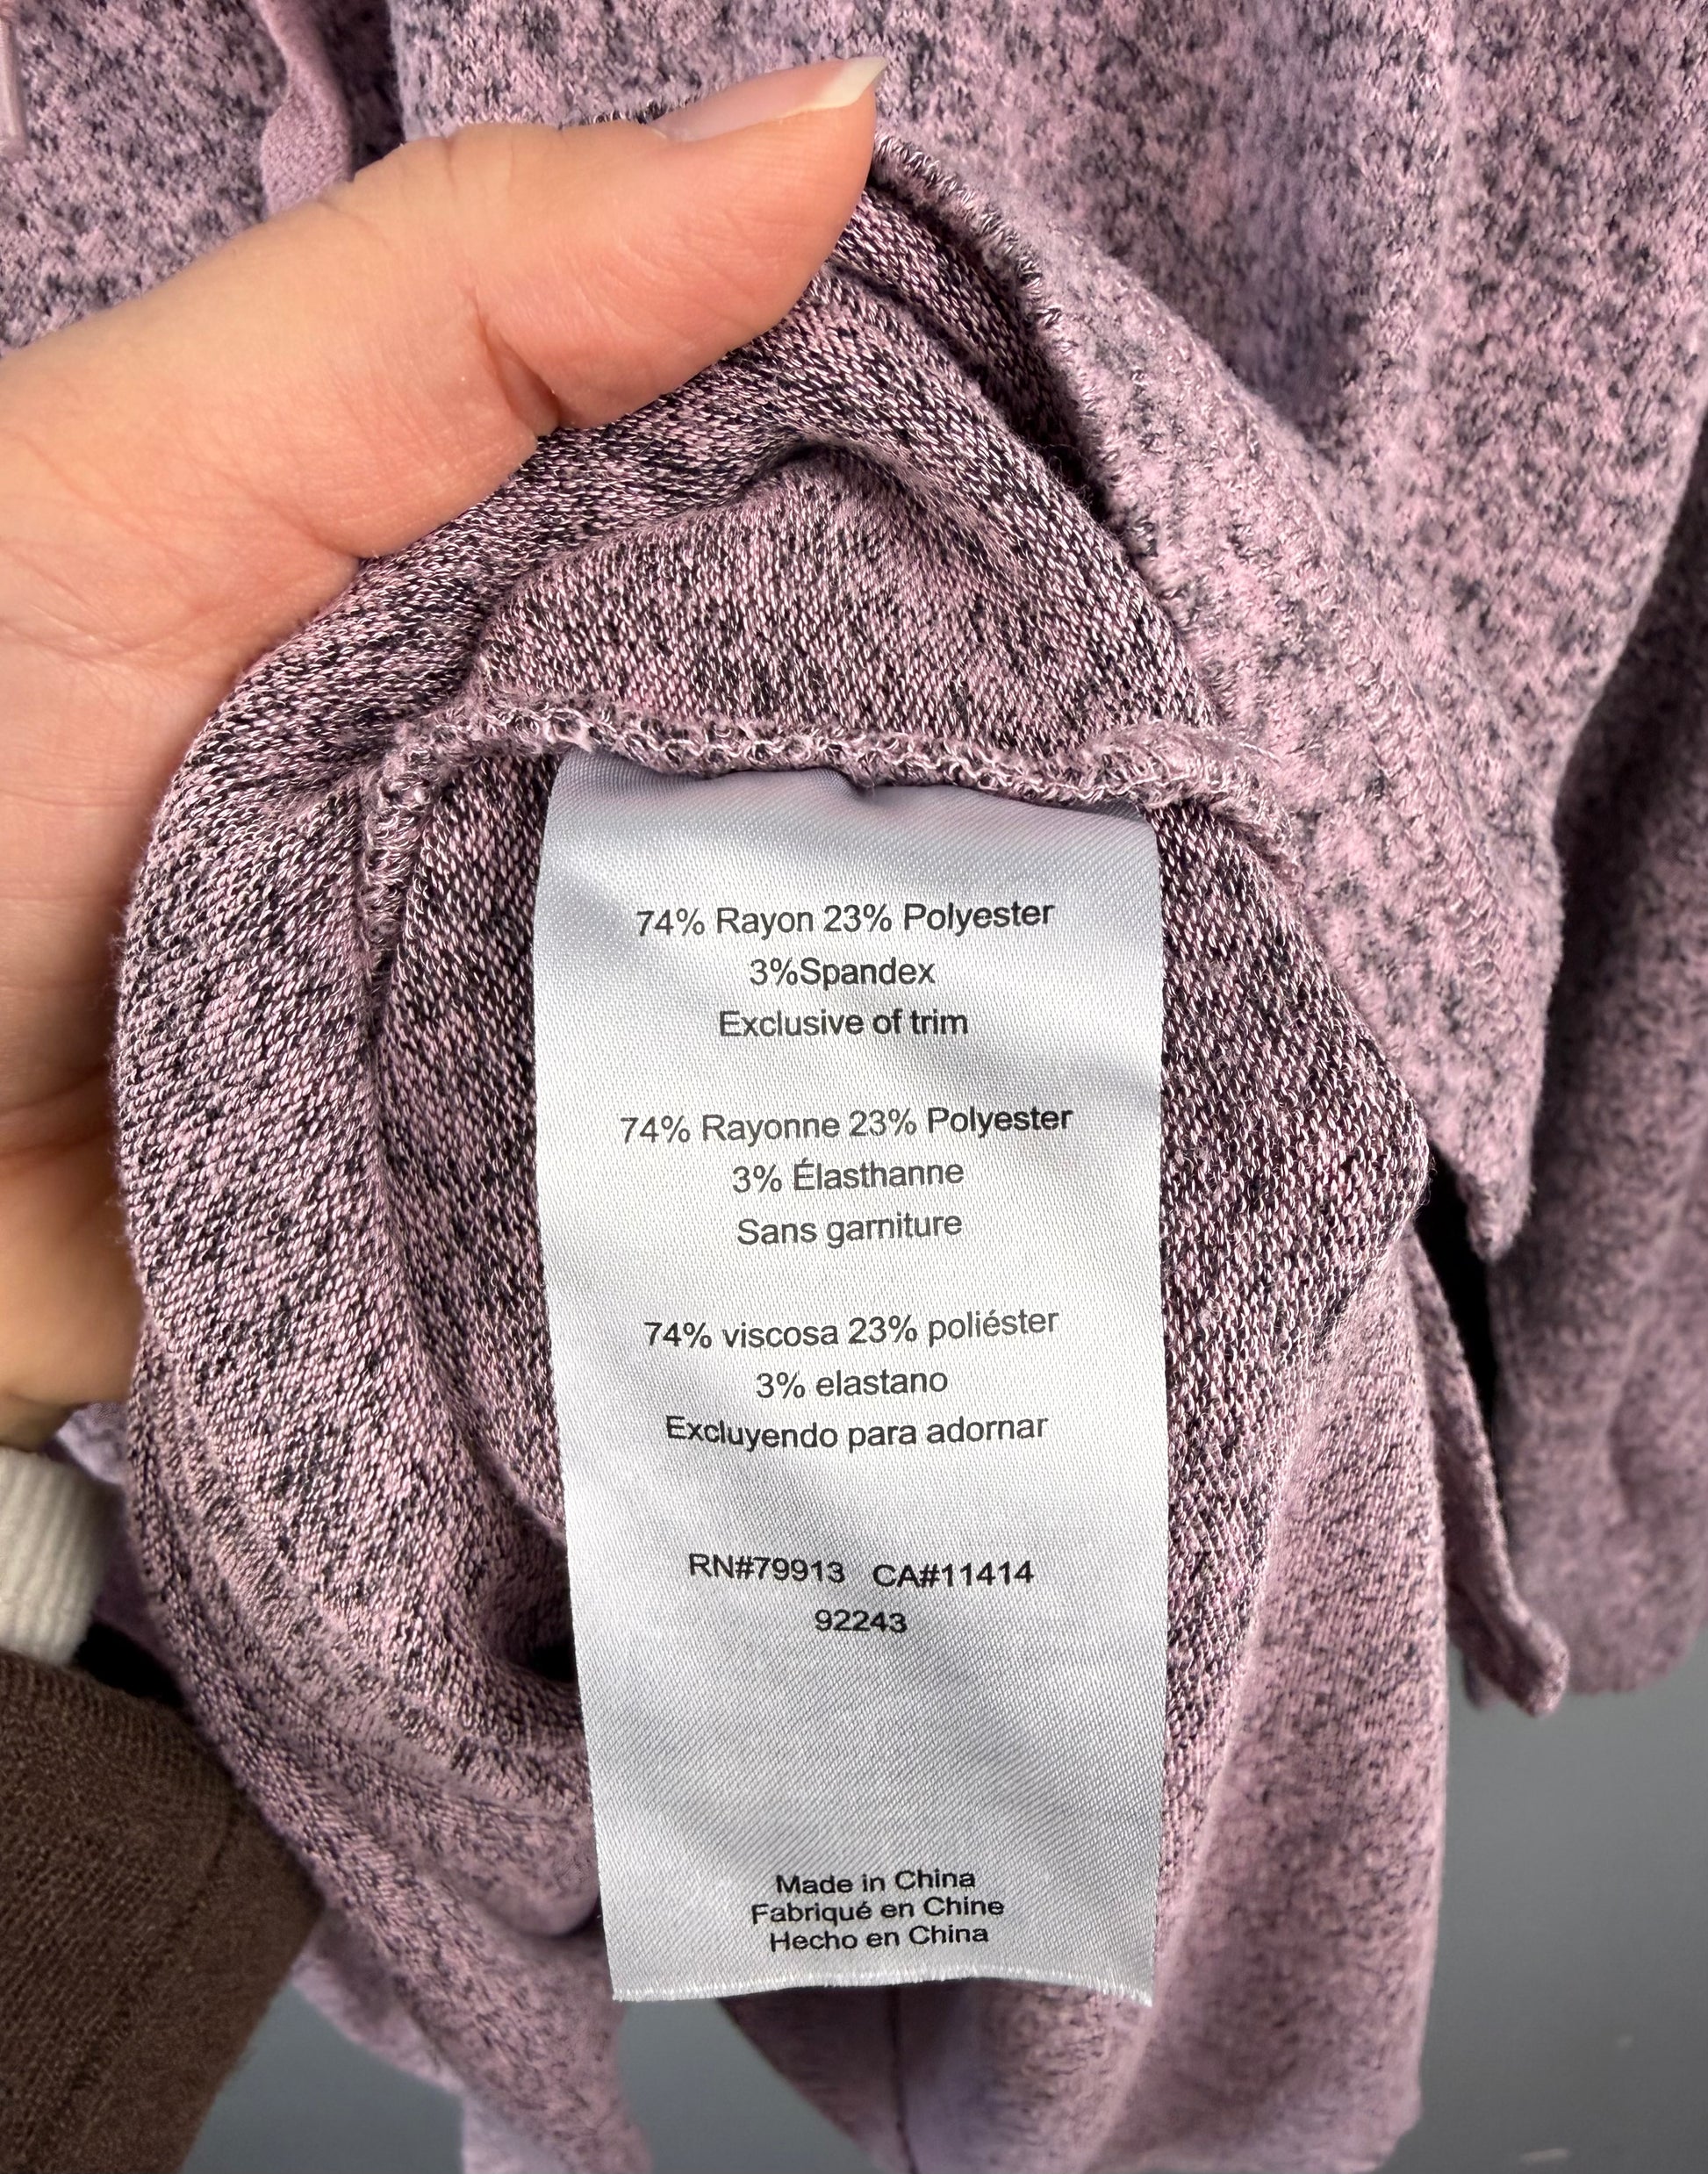 74% Rayon 23% Polyester
3%Spandex
Exclusive of trim
74% Rayonne 23% Polyester
3% Élasthanne
Sans garniture
74% viscosa 23% poliéster
3% elastano
Excluyendo para adornar
RN#79913 CA#11414
92243
Made in China
Fabriqué en Chine
Hecho en China